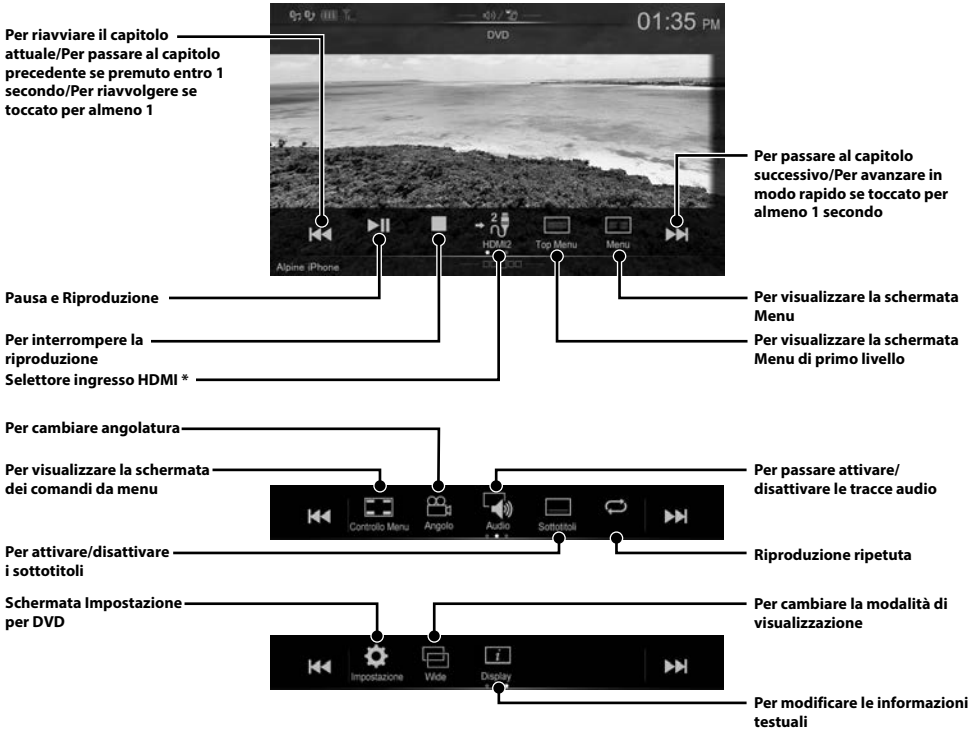 01:35 PM
DVD
Per riavviare il capitolo
attuale/Per passare al capitolo
precedente se premuto entro 1
secondo/Per riavvolgere se
toccato per almeno 1
Per passare al capitolo
successivo/Per avanzare in
modo rapido se toccato per
almeno 1 secondo
2
HDMI2
Top Menu
Menu
Alpine iPhone
Pausa e Riproduzione
Per interrompere la
riproduzione
Selettore ingresso HDMI *
Per visualizzare la schermata
Menu
Per visualizzare la schermata
Menu di primo livello
Per cambiare angolatura
Per visualizzare la schermata
dei comandi da menu
Per passare attivare/
disattivare le tracce audio
Controllo Menu
Angolo
Audio
Sottotitoli
Per attivare/disattivare
i sottotitoli
Riproduzione ripetuta
Schermata Impostazione
per DVD
Per cambiare la modalità di
visualizzazione
i
Impostazione
Wide
Display
Per modificare le informazioni
testuali